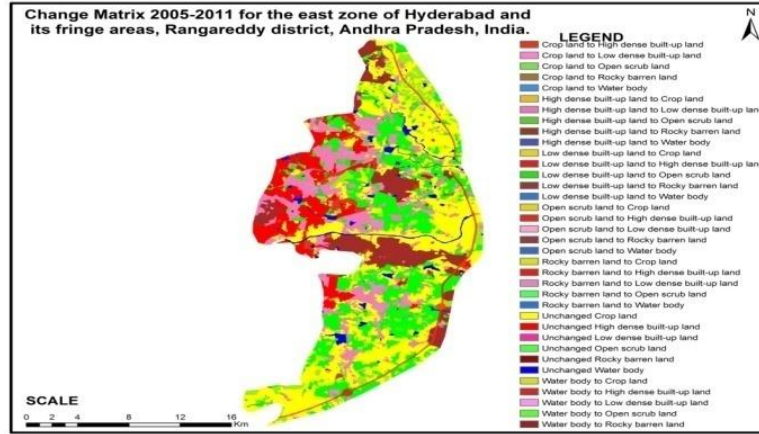 Change Matrix 2005-2011 for the east zone of Hyderabad and
its fringe areas, Rangareddy district, Andhra Pradesh, India.
N
LEGEND
Crop land to High dense built-up land
Crop land to Low dense built-up land
Crop land to Open scrub land
Crop land to Rocky barren land
Crop land to Water body
High dense built-up land to Crop land
High dense built-up land to Low dense built-up land
High dense built-up land to Open scrub land
High dense built-up land to Rocky barren land
High dense built-up land to Water body
Low dense built-up land to Crop land
Low dense built-up land to High dense built-up land
Low dense built-up land to Open scrub land
Low dense built-up land to Rocky barren land
Low dense built-up land to Water body
Open scrub land to Crop land
Open scrub land to High dense built-up land
Open scrub land to Low dense built-up land
Open scrub land to Rocky barren land
Open scrub land to Water body
Rocky barren land to Crop land
Rocky barren land to High dense built-up land
Rocky barren land to Low dense built-up land
Rocky barren land to Open scrub land
Rocky barren land to Water body
Unchanged Crop land
Unchanged High dense built-up land
Unchanged Low dense built-up land
Unchanged Open scrub land
Unchanged Rocky barren land
Unchanged Water body
Water body to Crop land
Water body to High dense built-up land
Water body to Low dense built-up land
Water body to Open scrub land
Water body to Rocky barren land
SCALE
0 2 4 8 12 16
Km